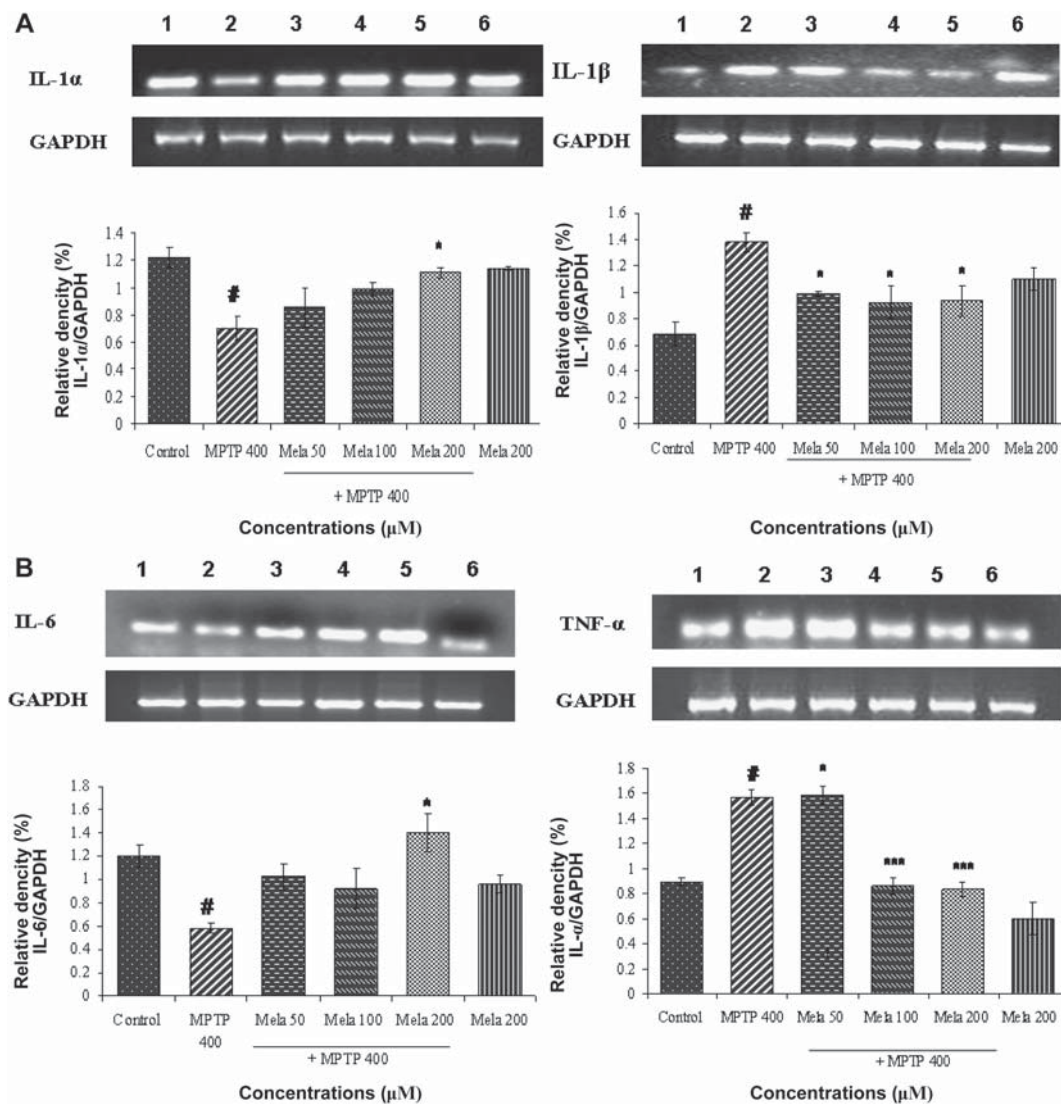 A
1 2 3 4 5 6
IL-1α
GAPDH
Relative dencity (%)
IL-1α/GAPDH
1.4
1.2
1
0.8
0.6
0.4
0.2
0
#
*
Control MPTP 400 Mela 50 Mela 100 Mela 200 Mela 200
+ MPTP 400
Concentrations (µM)
1 2 3 4 5 6
IL-1β
GAPDH
Relative dencity (%)
IL-1β/GAPDH
1.6
1.4
1.2
1
0.8
0.6
0.4
0.2
0
#
* * *
Control MPTP 400 Mela 50 Mela 100 Mela 200 Mela 200
+ MPTP 400
Concentrations (µM)
B
1 2 3 4 5 6
IL-6
GAPDH
Relative dencity (%)
IL-6/GAPDH
1.8
1.6
1.4
1.2
1
0.8
0.6
0.4
0.2
0
#
*
Control MPTP Mela 50 Mela 100 Mela 200 Mela 200
400
+ MPTP 400
Concentrations (µM)
1 2 3 4 5 6
TNF-α
GAPDH
Relative dencity (%)
IL-α/GAPDH
1.8
1.6
1.4
1.2
1
0.8
0.6
0.4
0.2
0
# *
*** ***
Control MPTP 400 Mela 50 Mela 100 Mela 200 Mela 200
+ MPTP 400
Concentrations (µM)